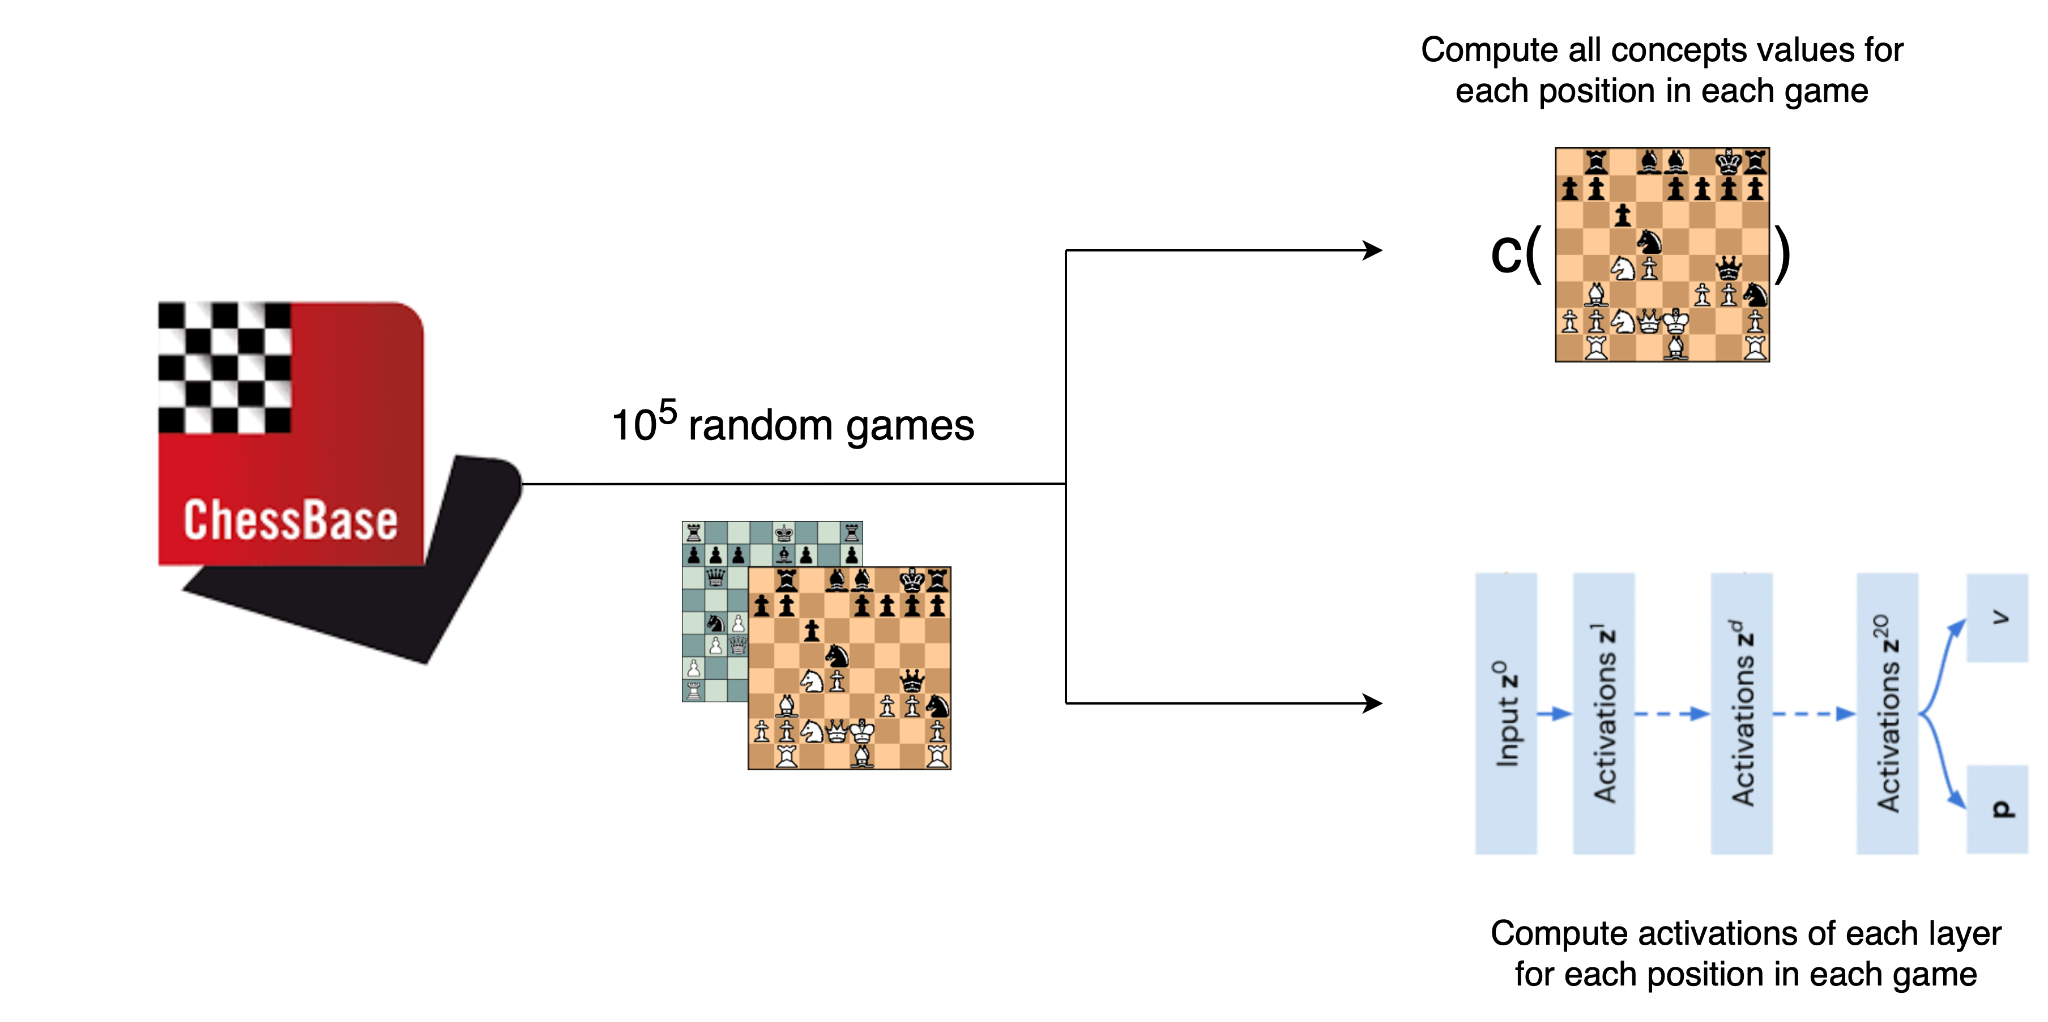 Compute all concepts values for
each position in each game
c( )
10⁵ random games
ChessBase
Input z⁰
Activations z¹
Activations zᵈ
Activations z²⁰
v
p
Compute activations of each layer
for each position in each game